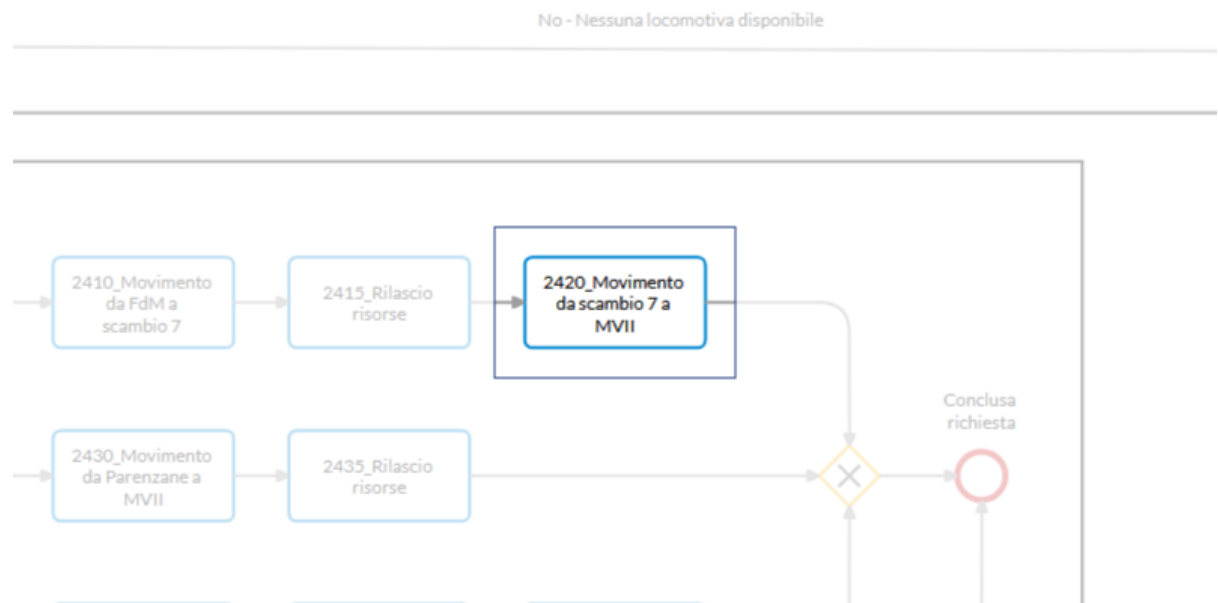 No - Nessuna locomotiva disponibile
2410_Movimento
da FdM a
scambio 7
2415_Rilascio
risorse
2420_Movimento
da scambio 7 a
MVII
Conclusa
richiesta
2430_Movimento
da Parenzane a
MVII
2435_Rilascio
risorse